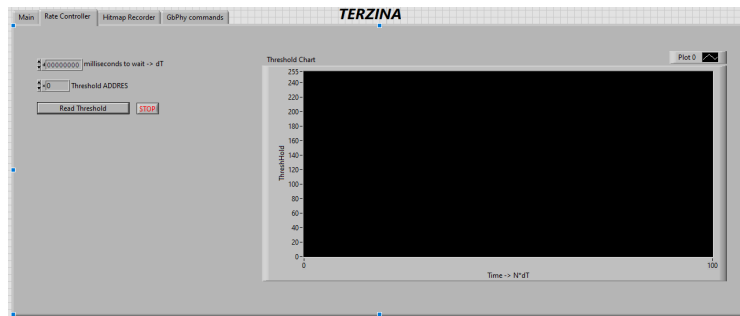 TERZINA
Main
Rate Controller
Hitmap Recorder
GbPhy commands
00000000 milliseconds to wait -> dT
0 Threshold ADDRES
Read Threshold
STOP
Threshold Chart
Plot 0
255
240
220
200
180
160
140
120
100
80
60
40
20
0
ThreshHold
0
100
Time -> N*dT